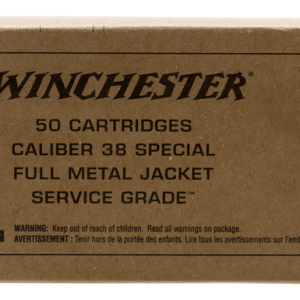 WINCHESTER
50 CARTRIDGES
CALIBER 38 SPECIAL
FULL METAL JACKET
SERVICE GRADE™
WARNING: Keep out of reach of children. Read all warnings on package.
AVERTISSEMENT : Tenir hors de la portée des enfants. Lire tous les avertissements sur l'em